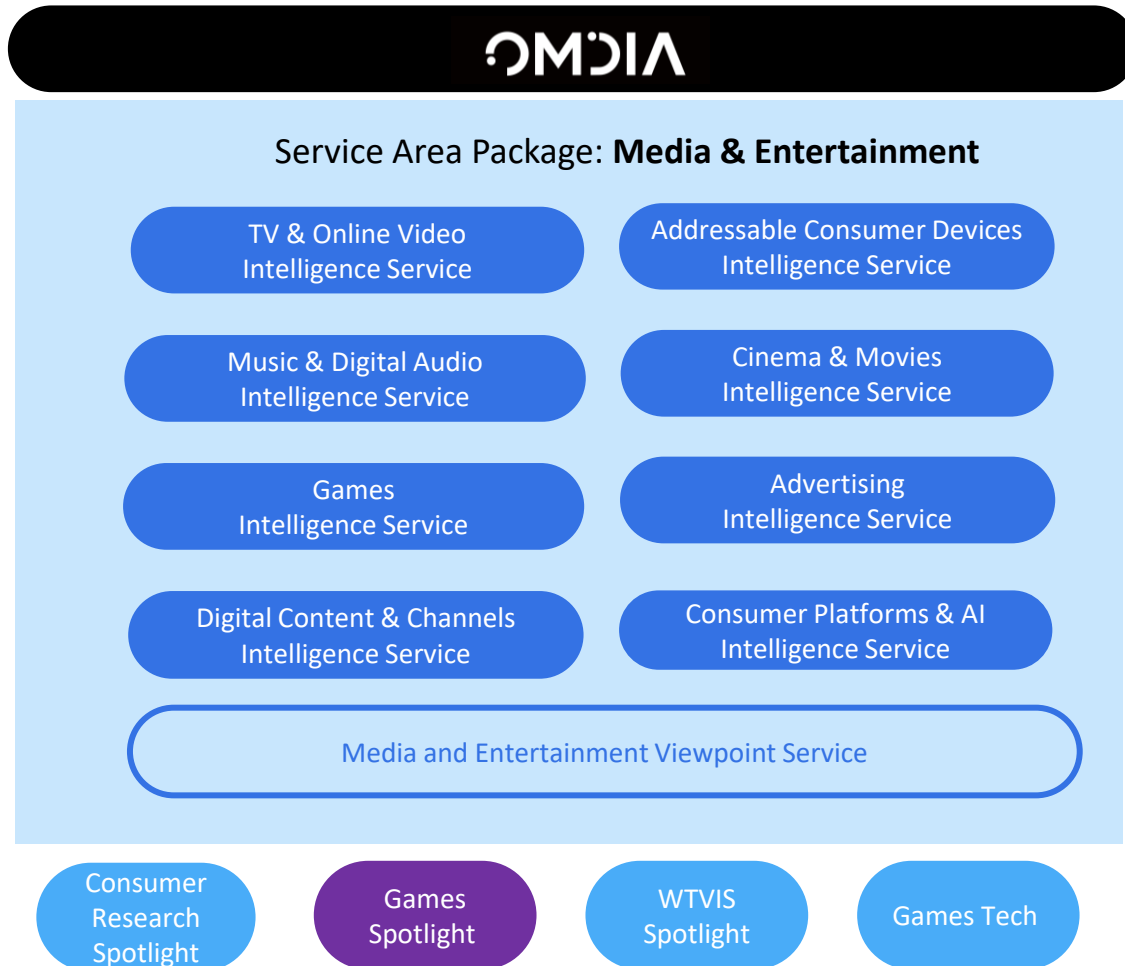 OMDIA
Service Area Package: Media & Entertainment
TV & Online Video
Intelligence Service
Addressable Consumer Devices
Intelligence Service
Music & Digital Audio
Intelligence Service
Cinema & Movies
Intelligence Service
Games
Intelligence Service
Advertising
Intelligence Service
Digital Content & Channels
Intelligence Service
Consumer Platforms & AI
Intelligence Service
Media and Entertainment Viewpoint Service
Consumer
Research
Spotlight
Games
Spotlight
WTVIS
Spotlight
Games Tech